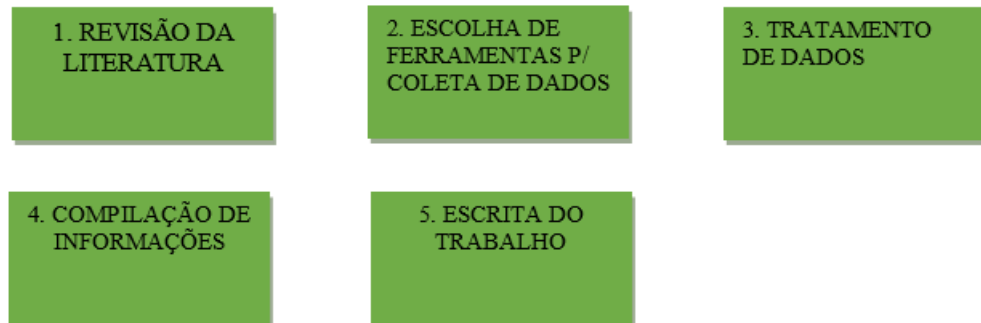 1. REVISÃO DA
LITERATURA
2. ESCOLHA DE
FERRAMENTAS P/
COLETA DE DADOS
3. TRATAMENTO
DE DADOS
4. COMPILAÇÃO DE
INFORMAÇÕES
5. ESCRITA DO
TRABALHO